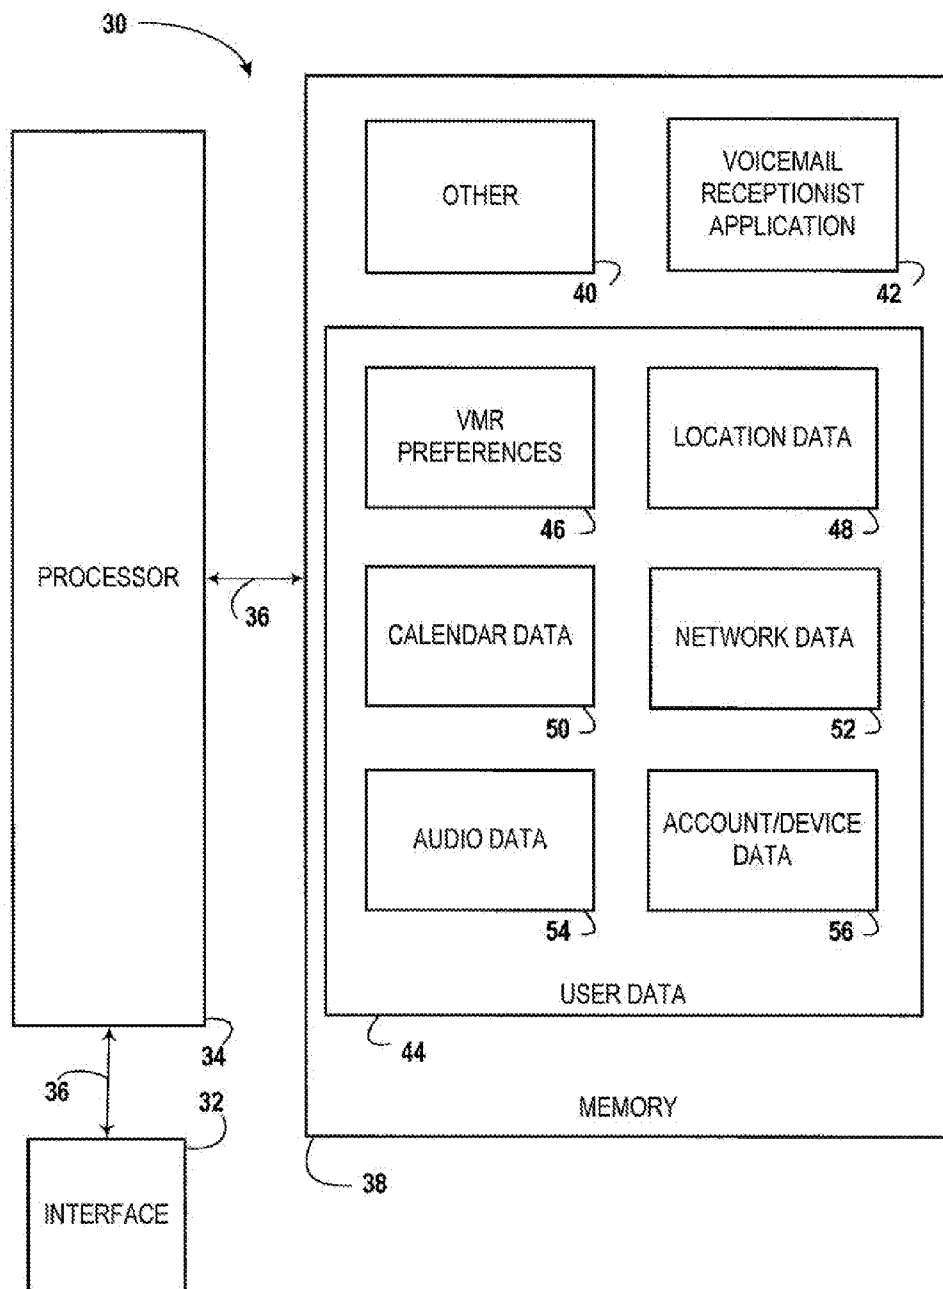 30
OTHER
40
VOICEMAIL
RECEPTIONIST
APPLICATION
42
VMR
PREFERENCES
46
LOCATION DATA
48
PROCESSOR
36
CALENDAR DATA
50
NETWORK DATA
52
AUDIO DATA
54
ACCOUNT/DEVICE
DATA
56
USER DATA
44
34
36
32
MEMORY
38
INTERFACE